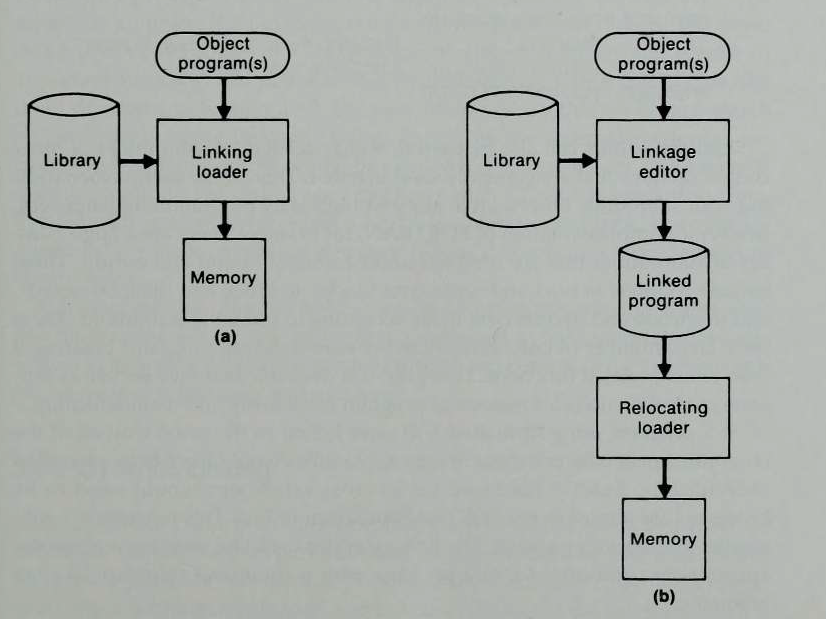 Object
program(s)
Library
Linking
loader
Memory
(a)
Object
program(s)
Library
Linkage
editor
Linked
program
Relocating
loader
Memory
(b)